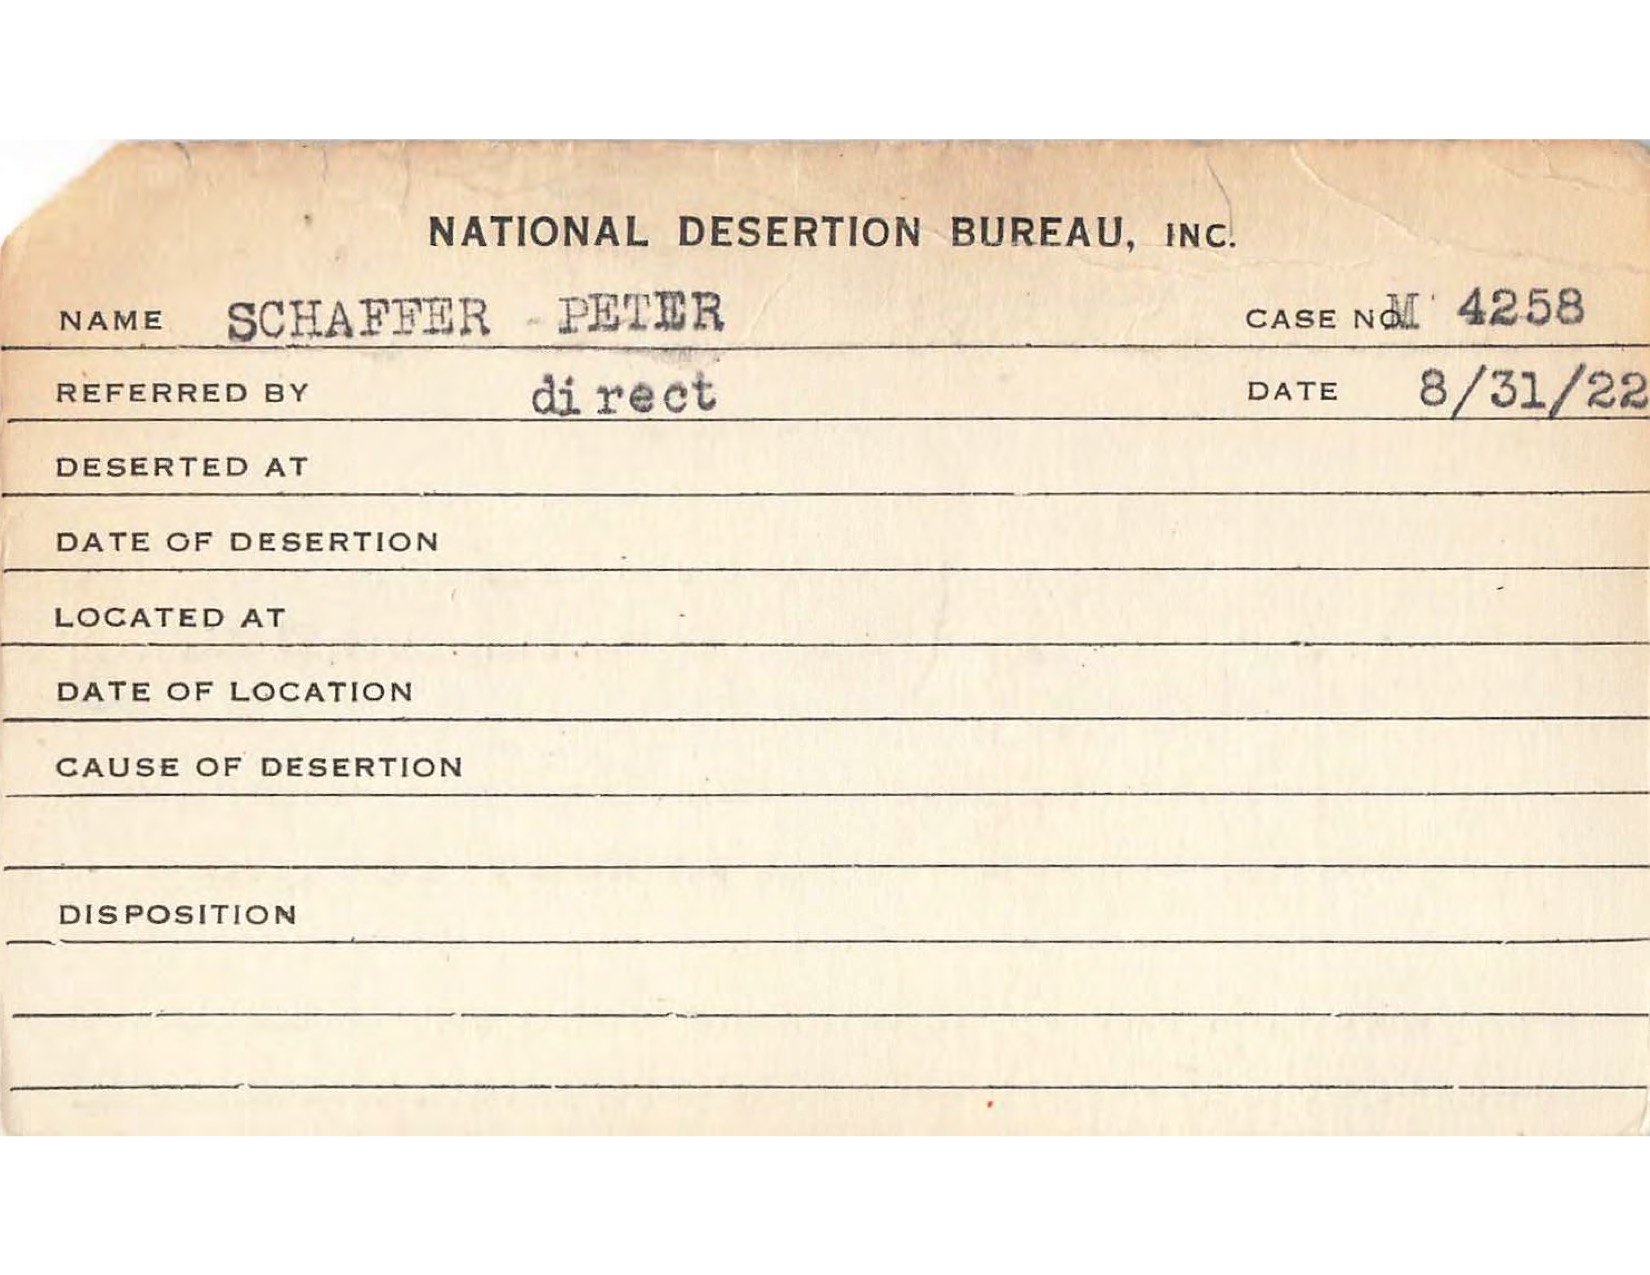 NATIONAL DESERTION BUREAU, INC.
NAME SCHAFFER - PETER CASE NO. M 4258
REFERRED BY direct DATE 8/31/22
DESERTED AT
DATE OF DESERTION
LOCATED AT
DATE OF LOCATION
CAUSE OF DESERTION
DISPOSITION